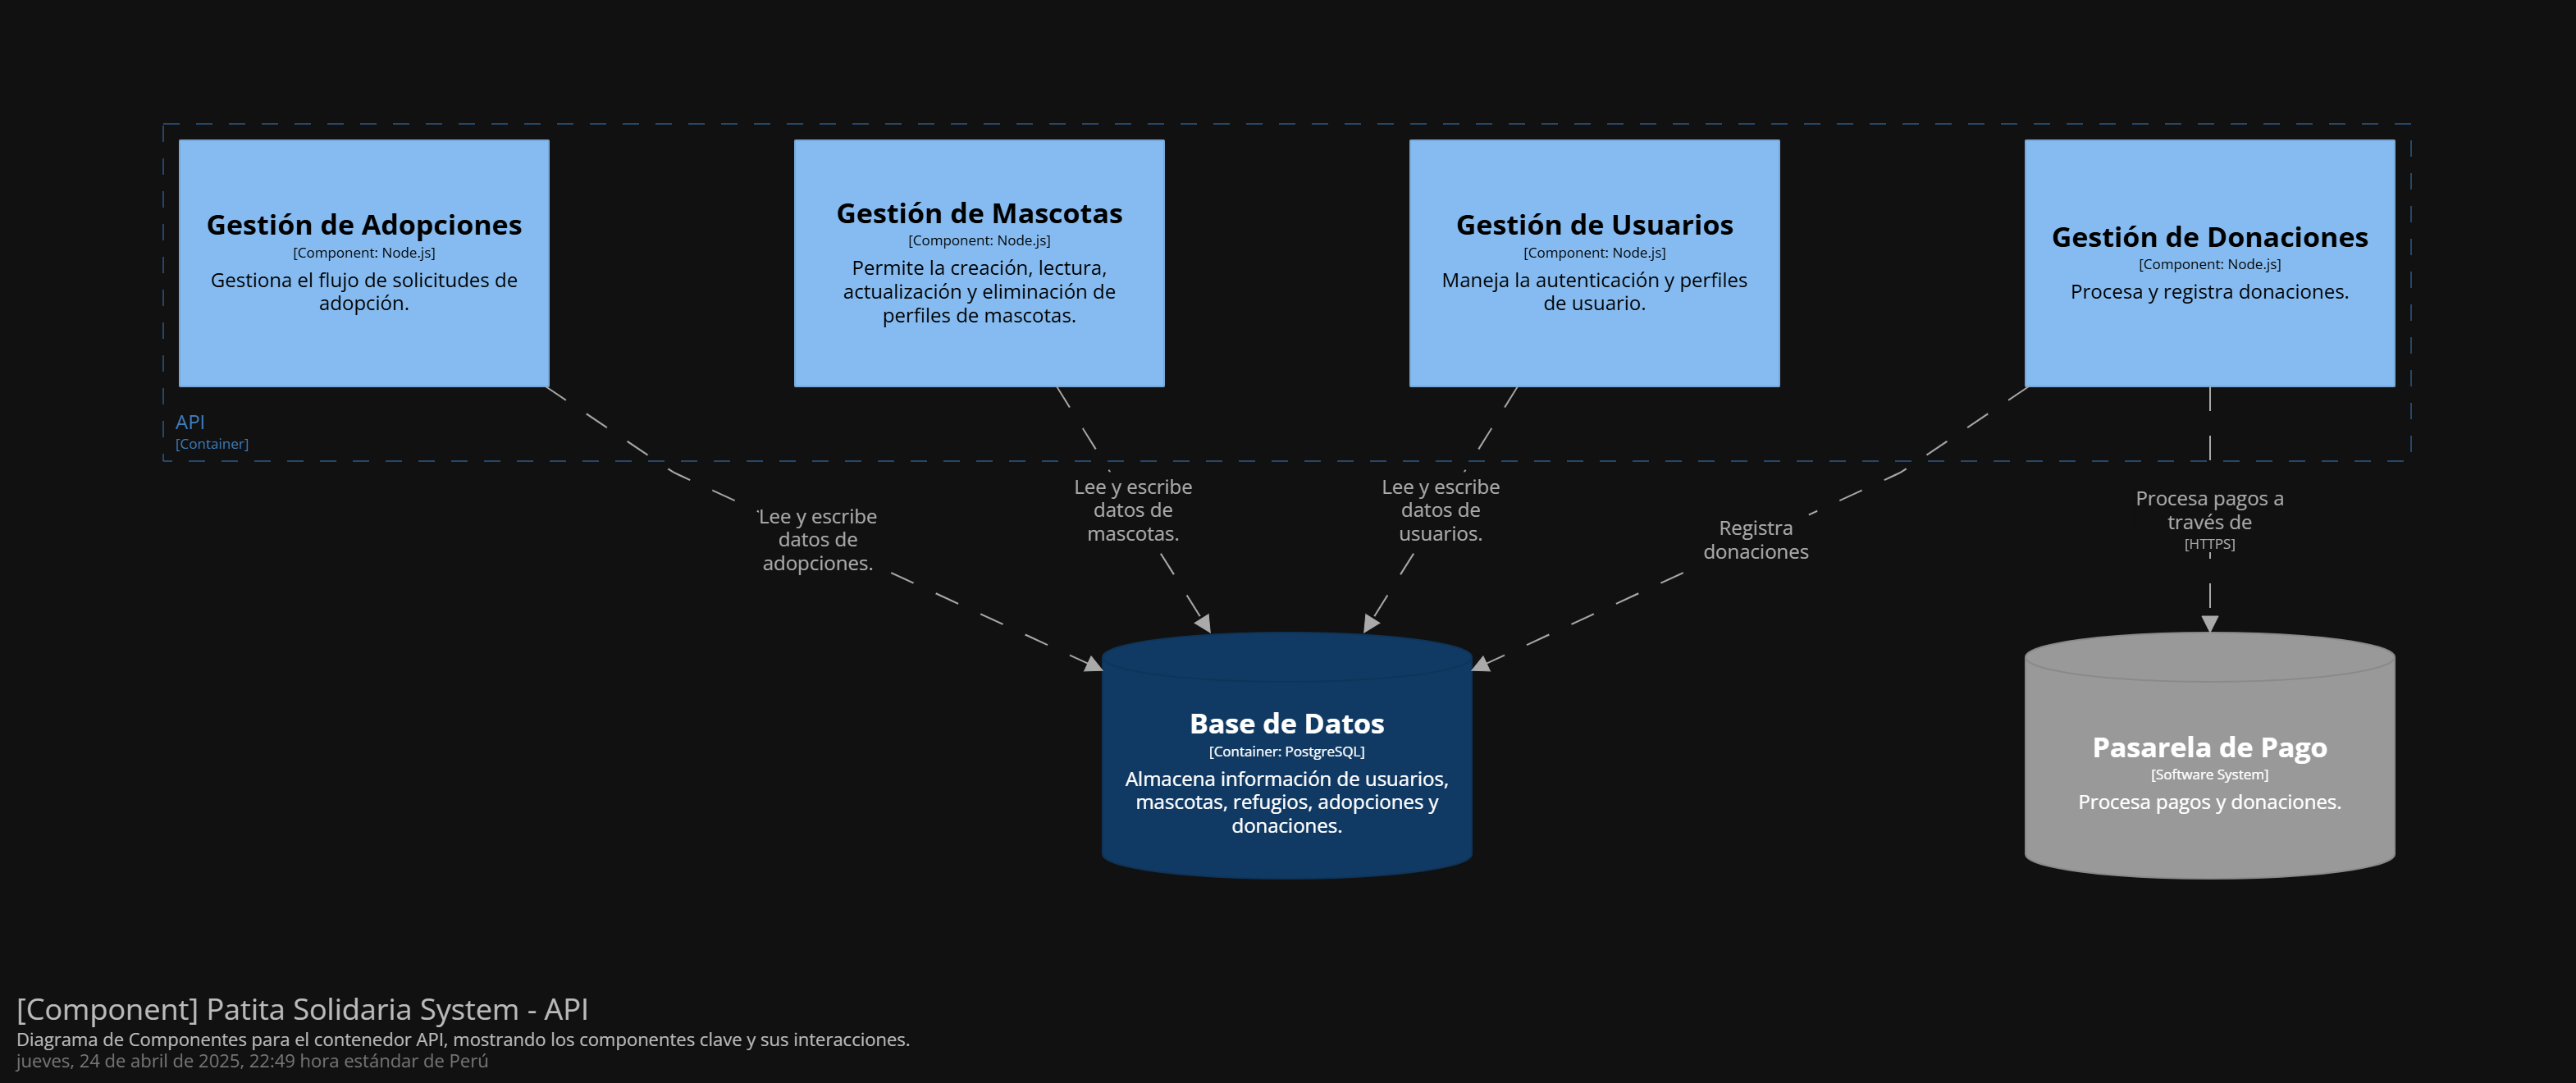 Gestión de Adopciones
[Component: Node.js]
Gestiona el flujo de solicitudes de
adopción.
Gestión de Mascotas
[Component: Node.js]
Permite la creación, lectura,
actualización y eliminación de
perfiles de mascotas.
Gestión de Usuarios
[Component: Node.js]
Maneja la autenticación y perfiles
de usuario.
Gestión de Donaciones
[Component: Node.js]
Procesa y registra donaciones.
API
[Container]
Lee y escribe
datos de
adopciones.
Lee y escribe
datos de
mascotas.
Lee y escribe
datos de
usuarios.
Registra
donaciones
Procesa pagos a
través de
[HTTPS]
Base de Datos
[Container: PostgreSQL]
Almacena información de usuarios,
mascotas, refugios, adopciones y
donaciones.
Pasarela de Pago
[Software System]
Procesa pagos y donaciones.
[Component] Patita Solidaria System - API
Diagrama de Componentes para el contenedor API, mostrando los componentes clave y sus interacciones.
jueves, 24 de abril de 2025, 22:49 hora estándar de Perú